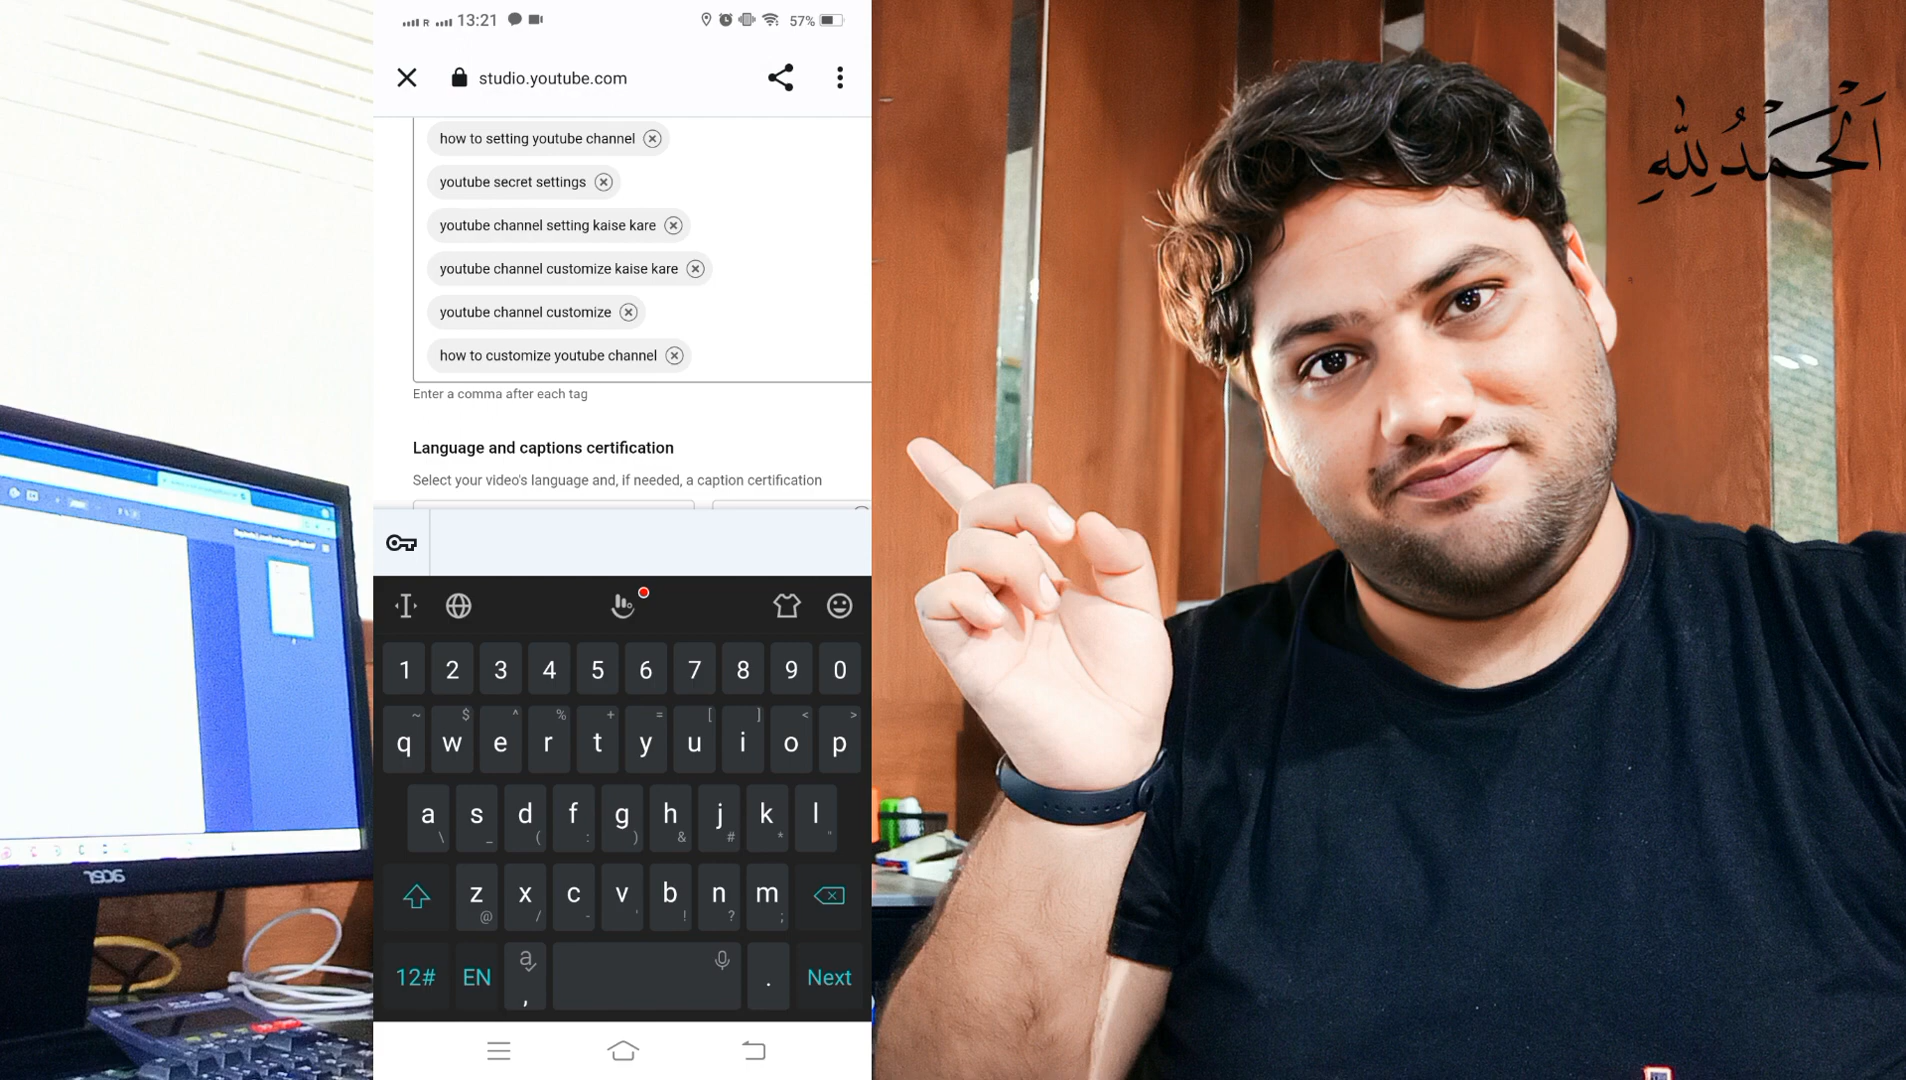 13:21
57%
studio.youtube.com
how to setting youtube channel
youtube secret settings
youtube channel setting kaise kare
youtube channel customize kaise kare
youtube channel customize
how to customize youtube channel
Enter a comma after each tag
Language and captions certification
Select your video's language and, if needed, a caption certification
1 2 3 4 5 6 7 8 9 0
~ $ ^ % + = [ ] < >
q w e r t y u i o p
a s d f g h j k l
\ _ ( : ) & # * "
z x c v b n m
@ / - ' ! ? ;
12# EN , . Next
acer
اَلْحَمْدُ لِلّٰهِ